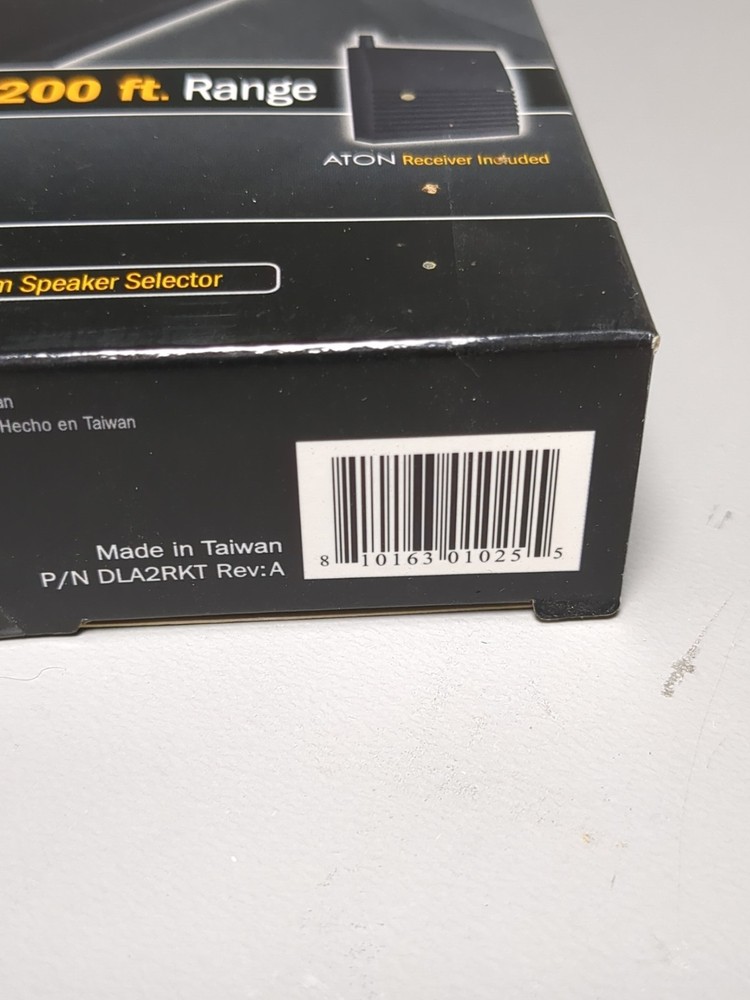 200 ft. Range
ATON Receiver Included
Speaker Selector
Hecho en Taiwan
Made in Taiwan
P/N DLA2RKT Rev:A
8 10163 01025 5